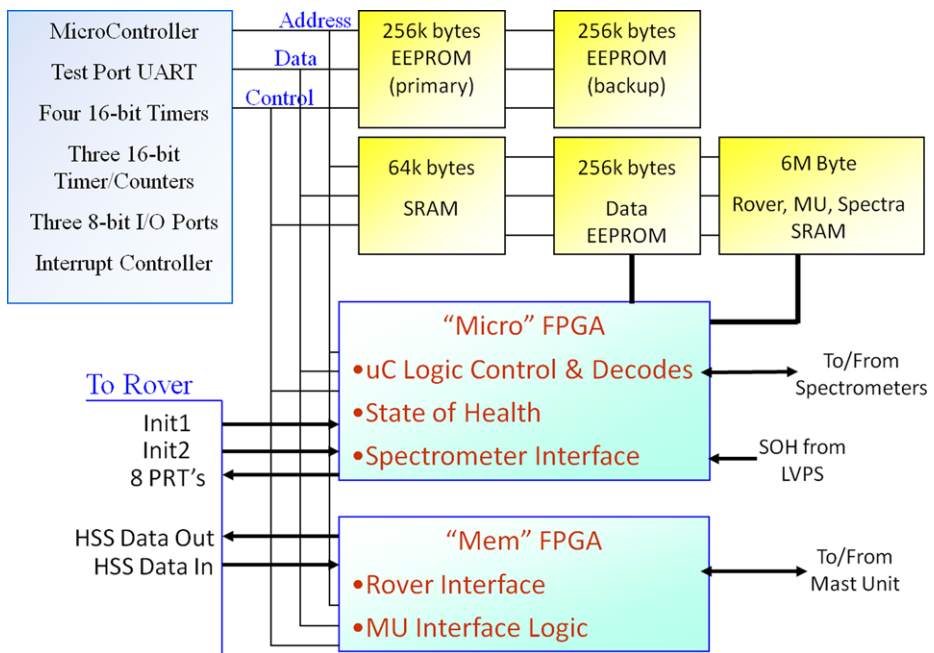 MicroController
Test Port UART
Four 16-bit Timers
Three 16-bit
Timer/Counters
Three 8-bit I/O Ports
Interrupt Controller
Address
Data
Control
256k bytes
EEPROM
(primary)
256k bytes
EEPROM
(backup)
64k bytes
SRAM
256k bytes
Data
EEPROM
6M Byte
Rover, MU, Spectra
SRAM
“Micro” FPGA
•uC Logic Control & Decodes
•State of Health
•Spectrometer Interface
To/From
Spectrometers
SOH from
LVPS
To Rover
Init1
Init2
8 PRT’s
HSS Data Out
HSS Data In
“Mem” FPGA
•Rover Interface
•MU Interface Logic
To/From
Mast Unit